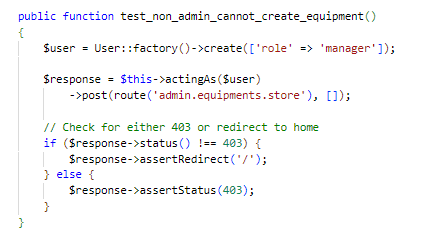 public function test_non_admin_cannot_create_equipment()
{
    $user = User::factory()->create(['role' => 'manager']);

    $response = $this->actingAs($user)
        ->post(route('admin.equipments.store'), []);

    // Check for either 403 or redirect to home
    if ($response->status() !== 403) {
        $response->assertRedirect('/');
    } else {
        $response->assertStatus(403);
    }
}